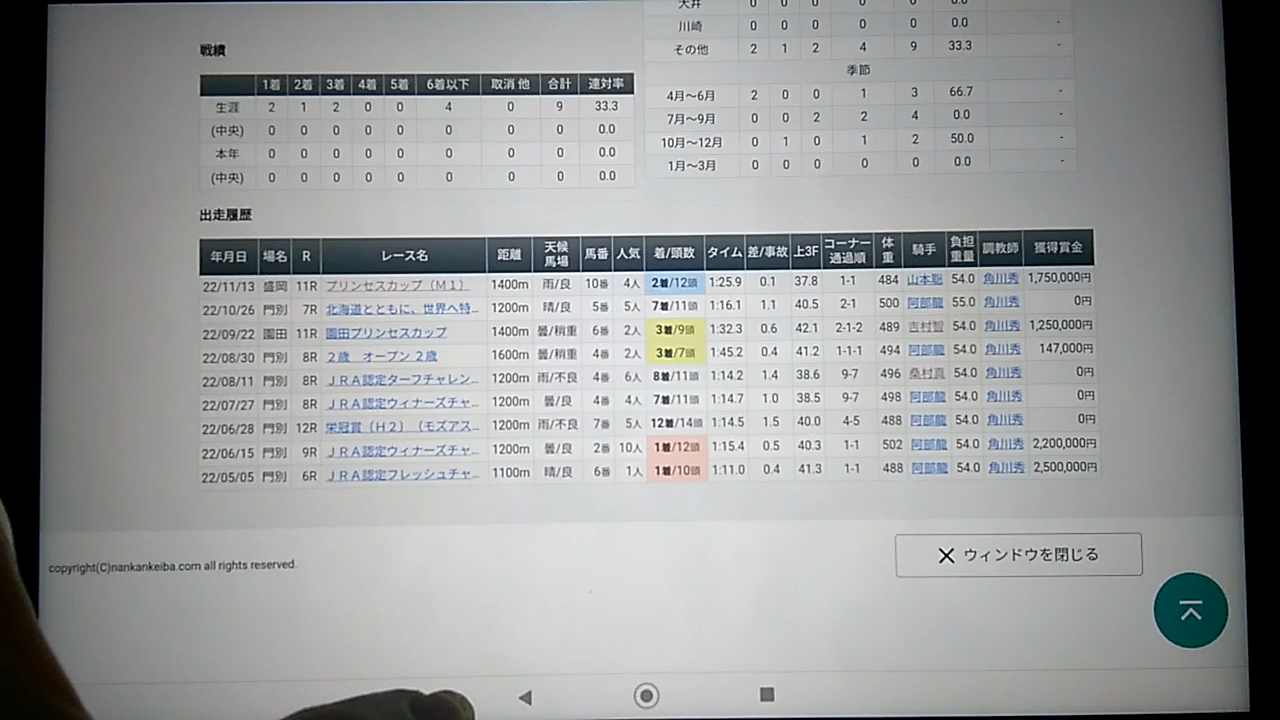 大井 0 0 0 0 0 0.0
川崎 0 0 0 0 0 0.0 -
その他 2 1 2 4 9 33.3 -
季節
4月〜6月 2 0 0 1 3 66.7 -
7月〜9月 0 0 2 2 4 0.0 -
10月〜12月 0 1 0 1 2 50.0 -
1月〜3月 0 0 0 0 0 0.0 -
戦績
1着 2着 3着 4着 5着 6着以下 取消 他 合計 連対率
生涯 2 1 2 0 0 4 0 9 33.3
(中央) 0 0 0 0 0 0 0 0 0.0
本年 0 0 0 0 0 0 0 0 0.0
(中央) 0 0 0 0 0 0 0 0 0.0
出走履歴
年月日 場名 R レース名 距離 天候 馬場 馬番 人気 着/頭数 タイム 差/事故 上3F コーナー 通過順 体重 騎手 負担 重量 調教師 獲得賞金
22/11/13 盛岡 11R プリンセスカップ（M1） 1400m 雨/良 10番 4人 2着/12頭 1:25.9 0.1 37.8 1-1 484 山本聡 54.0 角川秀 1,750,000円
22/10/26 門別 7R 北海道とともに、世界へ特... 1200m 晴/良 5番 5人 7着/11頭 1:16.1 1.1 40.5 2-1 500 阿部龍 55.0 角川秀 0円
22/09/22 園田 11R 園田プリンセスカップ 1400m 曇/稍重 6番 2人 3着/9頭 1:32.3 0.6 42.1 2-1-2 489 吉村智 54.0 角川秀 1,250,000円
22/08/30 門別 8R 2歳　オープン 2歳 1600m 曇/稍重 4番 2人 3着/7頭 1:45.2 0.4 41.2 1-1-1 494 阿部龍 54.0 角川秀 147,000円
22/08/11 門別 8R ＪＲＡ認定ターフチャレン... 1200m 雨/不良 4番 6人 8着/11頭 1:14.2 1.4 38.6 9-7 496 桑村真 54.0 角川秀 0円
22/07/27 門別 8R ＪＲＡ認定ウィナーズチャ... 1200m 曇/良 4番 4人 7着/11頭 1:14.7 1.0 38.5 9-7 498 阿部龍 54.0 角川秀 0円
22/06/28 門別 12R 栄冠賞（H2）（モズアス... 1200m 雨/不良 7番 5人 12着/14頭 1:14.5 1.5 40.0 4-5 488 阿部龍 54.0 角川秀 0円
22/06/15 門別 9R ＪＲＡ認定ウィナーズチャ... 1200m 曇/良 2番 10人 1着/12頭 1:15.4 0.5 40.3 1-1 502 阿部龍 54.0 角川秀 2,200,000円
22/05/05 門別 6R ＪＲＡ認定フレッシュチャ... 1100m 晴/良 6番 1人 1着/10頭 1:11.0 0.4 41.3 1-1 488 阿部龍 54.0 角川秀 2,500,000円
ウィンドウを閉じる
copyright(C)nankankeiba.com all rights reserved.